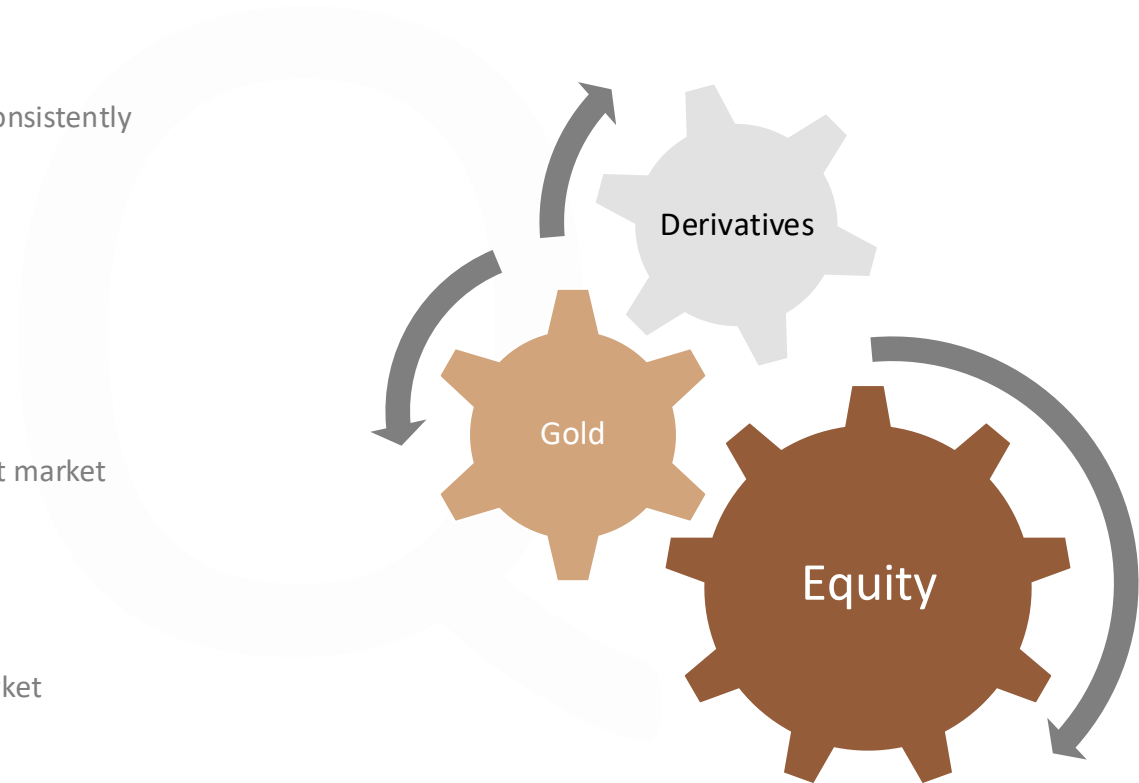 onsistently
t market
ket
Derivatives
Gold
Equity